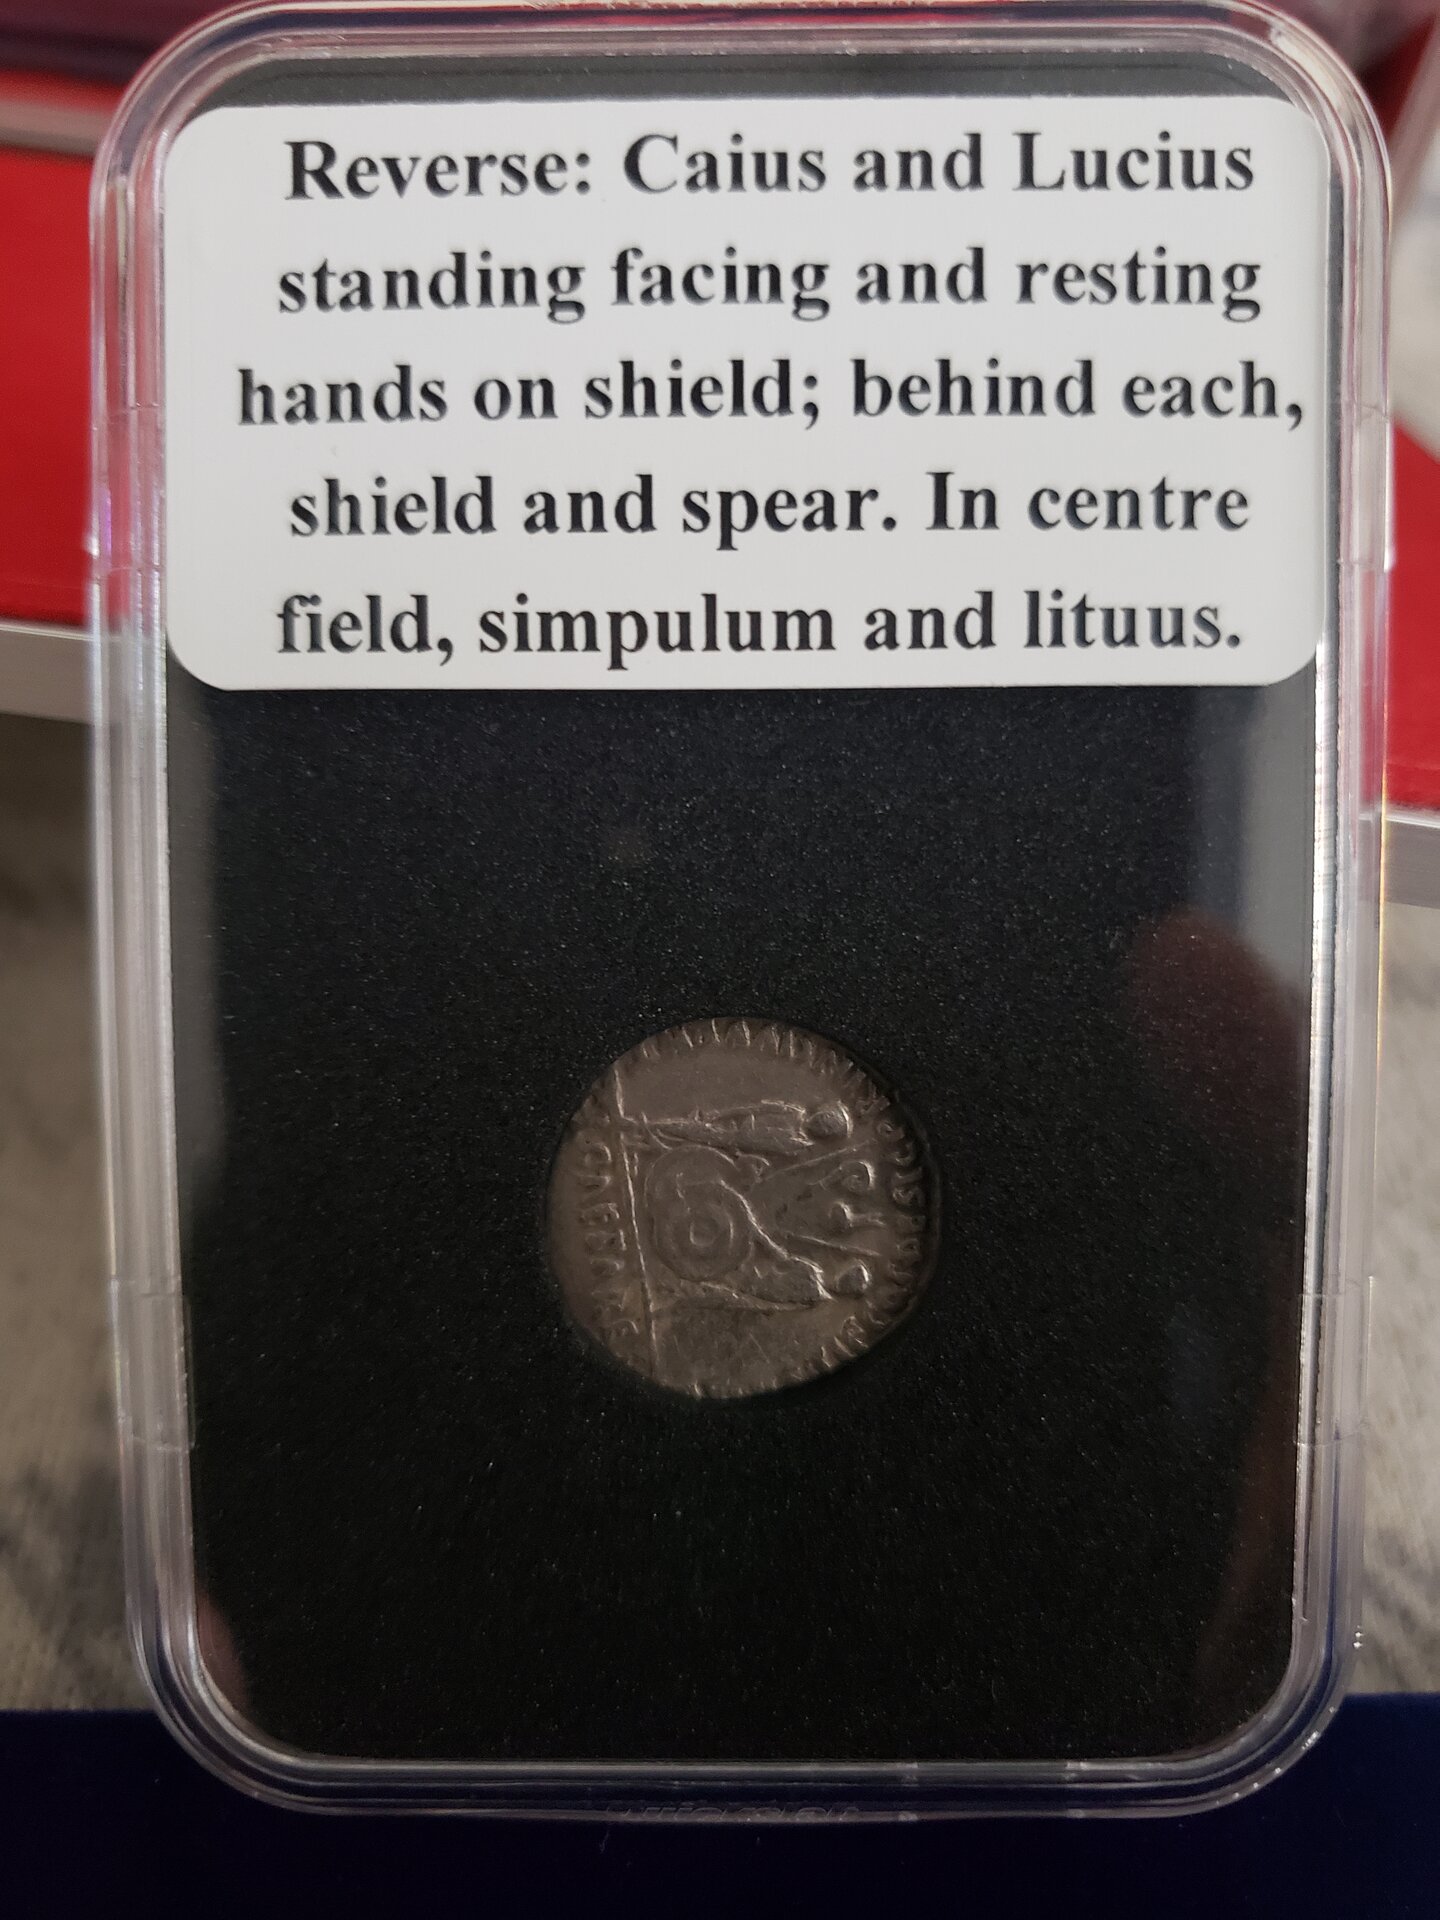 Reverse: Caius and Lucius
standing facing and resting
hands on shield; behind each,
shield and spear. In centre
field, simpulum and lituus.